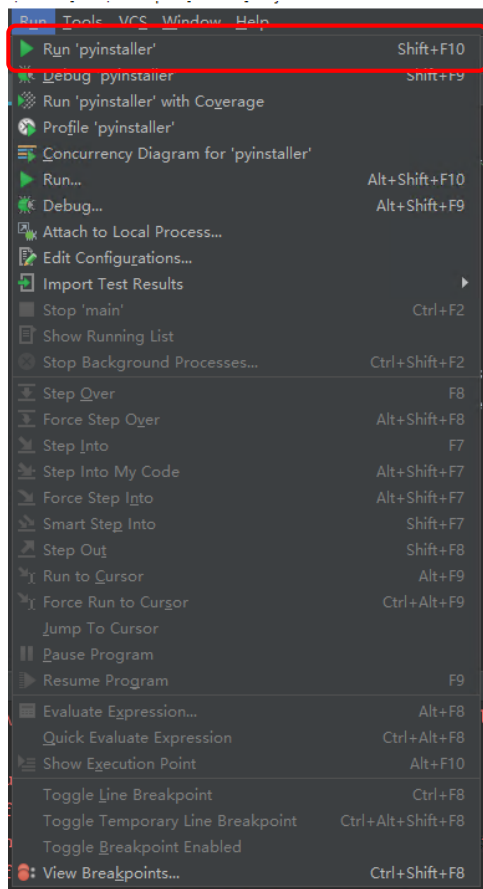 Run Tools VCS Window Help
Run 'pyinstaller' Shift+F10
Debug 'pyinstaller' Shift+F9
Run 'pyinstaller' with Coverage
Profile 'pyinstaller'
Concurrency Diagram for 'pyinstaller'
Run... Alt+Shift+F10
Debug... Alt+Shift+F9
Attach to Local Process...
Edit Configurations...
Import Test Results
Stop 'main' Ctrl+F2
Show Running List
Stop Background Processes... Ctrl+Shift+F2
Step Over F8
Force Step Over Alt+Shift+F8
Step Into F7
Step Into My Code Alt+Shift+F7
Force Step Into Alt+Shift+F7
Smart Step Into Shift+F7
Step Out Shift+F8
Run to Cursor Alt+F9
Force Run to Cursor Ctrl+Alt+F9
Jump To Cursor
Pause Program
Resume Program F9
Evaluate Expression... Alt+F8
Quick Evaluate Expression Ctrl+Alt+F8
Show Execution Point Alt+F10
Toggle Line Breakpoint Ctrl+F8
Toggle Temporary Line Breakpoint Ctrl+Alt+Shift+F8
Toggle Breakpoint Enabled
View Breakpoints... Ctrl+Shift+F8